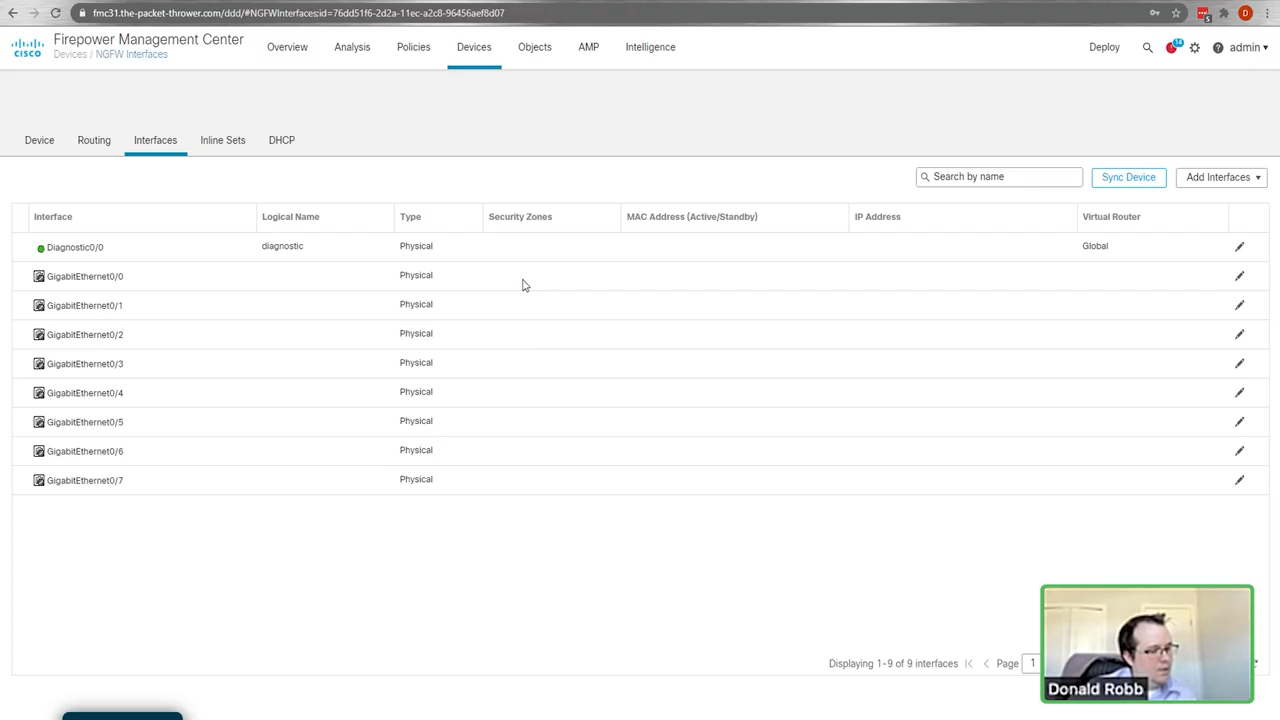 fmc31.the-packet-thrower.com/ddd/#NGFWInterfaces;id=76dd51f6-2d2a-11ec-a2c8-96456aef8d07
CISCO
Firepower Management Center
Devices / NGFW Interfaces
Overview Analysis Policies Devices Objects AMP Intelligence
Deploy 14 admin
Device Routing Interfaces Inline Sets DHCP
Search by name Sync Device Add Interfaces
Interface Logical Name Type Security Zones MAC Address (Active/Standby) IP Address Virtual Router
Diagnostic0/0 diagnostic Physical Global
GigabitEthernet0/0 Physical
GigabitEthernet0/1 Physical
GigabitEthernet0/2 Physical
GigabitEthernet0/3 Physical
GigabitEthernet0/4 Physical
GigabitEthernet0/5 Physical
GigabitEthernet0/6 Physical
GigabitEthernet0/7 Physical
Displaying 1-9 of 9 interfaces Page 1
Donald Robb